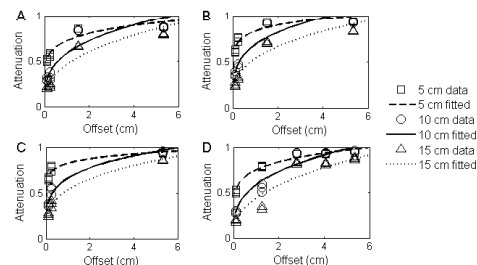 A
1
0.5
0
Attenuation
0 2 4 6
Offset (cm)
B
1
0.5
0
Attenuation
0 2 4 6
Offset (cm)
C
1
0.5
0
Attenuation
0 2 4 6
Offset (cm)
D
1
0.5
0
Attenuation
0 2 4 6
Offset (cm)
5 cm data
5 cm fitted
10 cm data
10 cm fitted
15 cm data
15 cm fitted